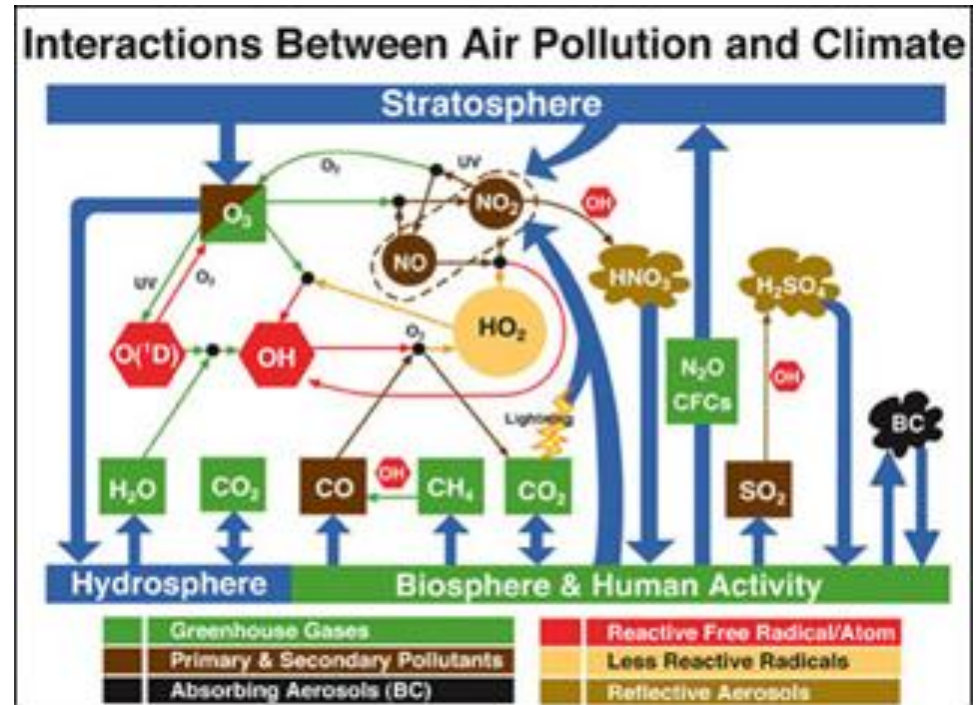 Interactions Between Air Pollution and Climate
Stratosphere
O₂
UV
NO₂
OH
O₃
NO
HNO₃
H₂SO₄
UV
O₂
O(¹D)
OH
O₂
HO₂
N₂O
CFCs
OH
BC
Lightning
H₂O
CO₂
CO
OH
CH₄
CO₂
SO₂
Hydrosphere
Biosphere & Human Activity
Greenhouse Gases
Reactive Free Radical/Atom
Primary & Secondary Pollutants
Less Reactive Radicals
Absorbing Aerosols (BC)
Reflective Aerosols